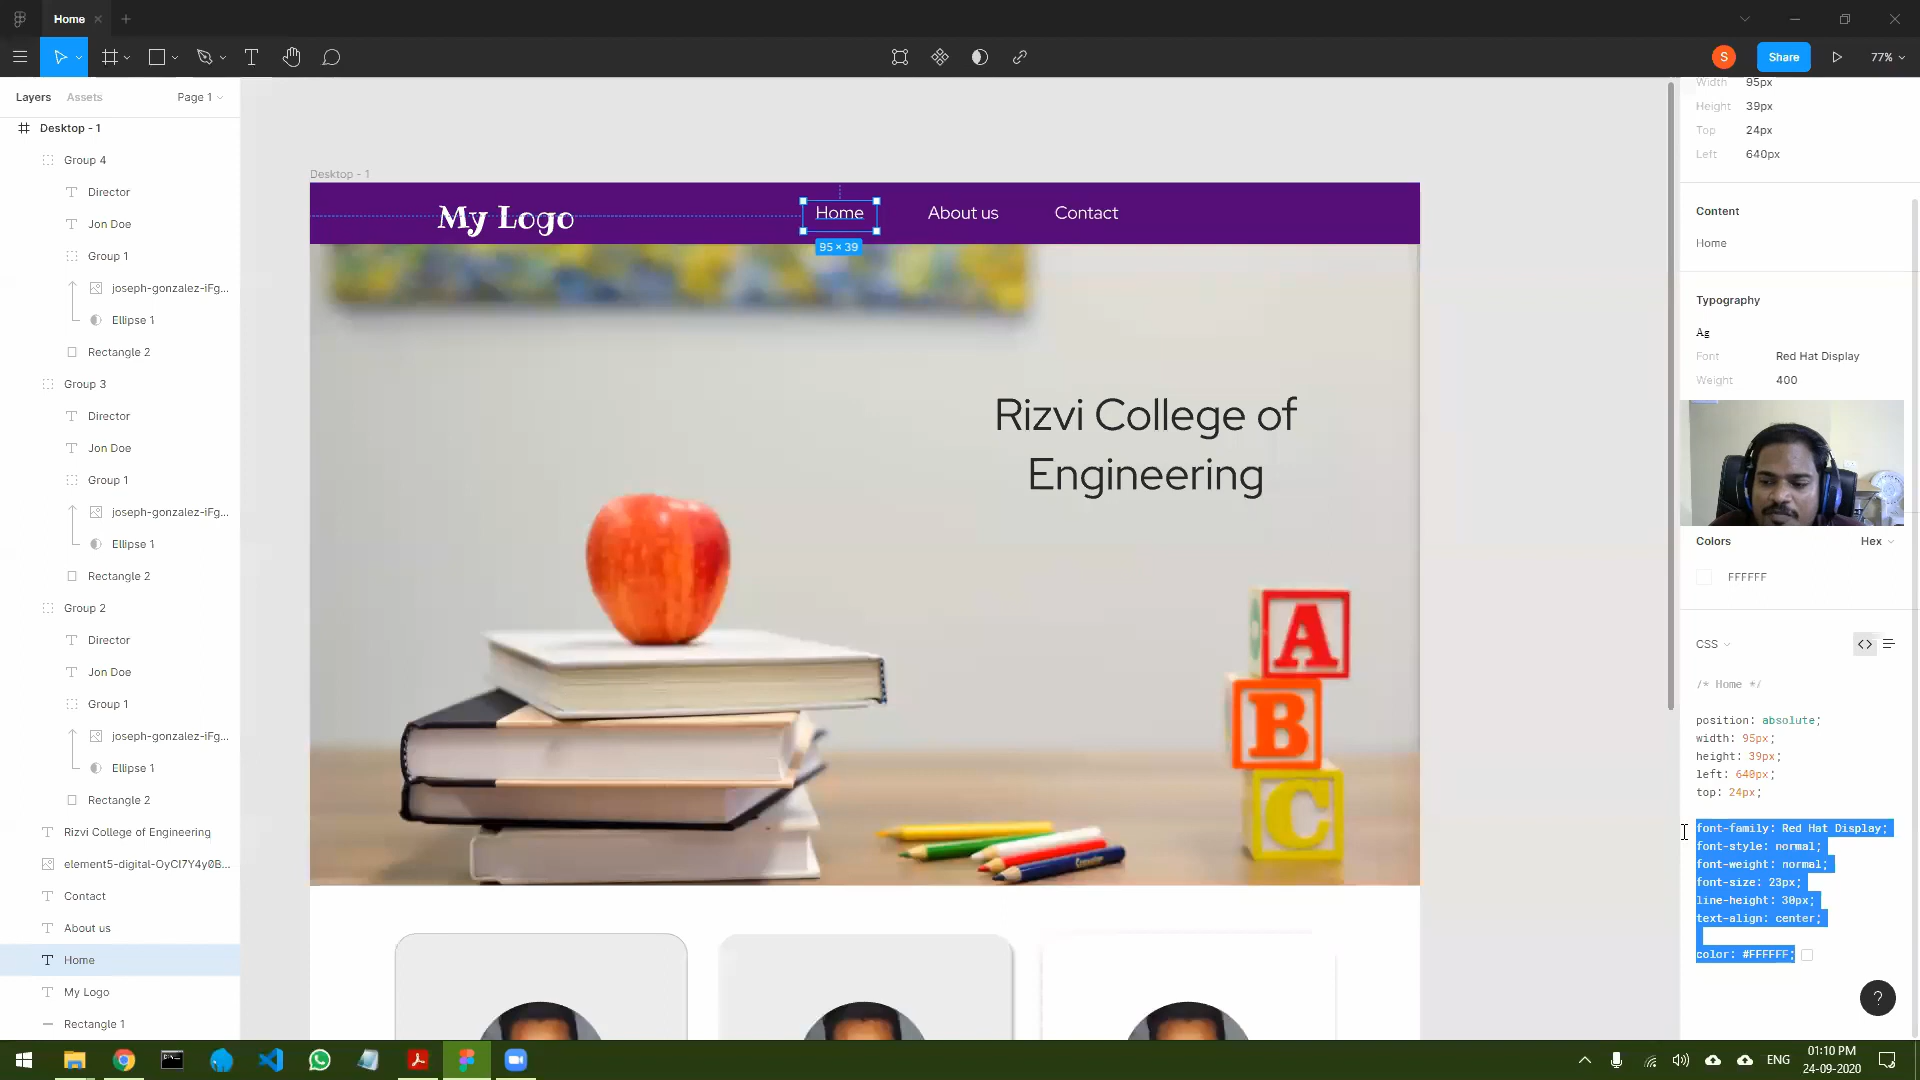 Home
S
Share
77%
Layers
Assets
Page 1
Desktop - 1
Group 4
Director
Jon Doe
Group 1
joseph-gonzalez-iFg...
Ellipse 1
Rectangle 2
Group 3
Director
Jon Doe
Group 1
joseph-gonzalez-iFg...
Ellipse 1
Rectangle 2
Group 2
Director
Jon Doe
Group 1
joseph-gonzalez-iFg...
Ellipse 1
Rectangle 2
Rizvi College of Engineering
element5-digital-OyCl7Y4y0B...
Contact
About us
Home
My Logo
Rectangle 1
Desktop - 1
My Logo
Home
About us
Contact
95 × 39
Rizvi College of
Engineering
A
B
C
Width 95px
Height 39px
Top 24px
Left 640px
Content
Home
Typography
Ag
Font Red Hat Display
Weight 400
Colors
Hex
FFFFFF
CSS
/* Home */
position: absolute;
width: 95px;
height: 39px;
left: 640px;
top: 24px;
font-family: Red Hat Display;
font-style: normal;
font-weight: normal;
font-size: 23px;
line-height: 30px;
text-align: center;
color: #FFFFFF;
?
ENG
01:10 PM
24-09-2020